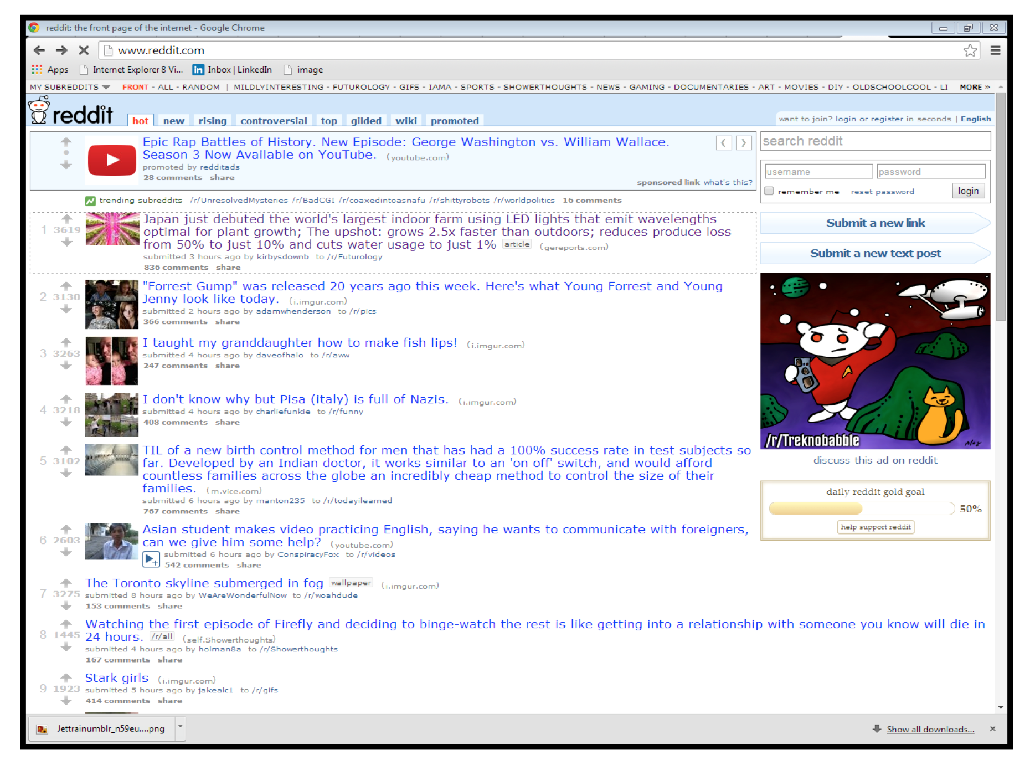 reddit: the front page of the internet - Google Chrome
www.reddit.com
Apps Internet Explorer 8 Vi... Inbox | LinkedIn image
MY SUBREDDITS FRONT - ALL - RANDOM | MILDLYINTERESTING - FUTUROLOGY - GIFS - IAMA - SPORTS - SHOWERTHOUGHTS - NEWS - GAMING - DOCUMENTARIES - ART - MOVIES - DIY - OLDSCHOOLCOOL - LI MORE »
reddit hot new rising controversial top gilded wiki promoted
want to join? login or register in seconds | English
Epic Rap Battles of History. New Episode: George Washington vs. William Wallace.
Season 3 Now Available on YouTube. (youtube.com)
promoted by redditads
28 comments share
sponsored link what's this?
trending subreddits /r/UnresolvedMysteries /r/BadCGI /r/coaxedintoasnafu /r/shittyrobots /r/worldpolitics 16 comments
1 3619
Japan just debuted the world's largest indoor farm using LED lights that emit wavelengths
optimal for plant growth; The upshot: grows 2.5x faster than outdoors; reduces produce loss
from 50% to just 10% and cuts water usage to just 1% article (gereports.com)
submitted 3 hours ago by kirbysdownb to /r/Futurology
836 comments share
2 3130
"Forrest Gump" was released 20 years ago this week. Here's what Young Forrest and Young
Jenny look like today. (i.imgur.com)
submitted 2 hours ago by adamwhenderson to /r/pics
366 comments share
3 3263
I taught my granddaughter how to make fish lips! (i.imgur.com)
submitted 4 hours ago by daveofhalo to /r/aww
247 comments share
4 3218
I don't know why but Pisa (italy) is full of Nazis. (i.imgur.com)
submitted 4 hours ago by charliefunkie to /r/funny
408 comments share
5 3102
TIL of a new birth control method for men that has had a 100% success rate in test subjects so
far. Developed by an Indian doctor, it works similar to an 'on off' switch, and would afford
countless families across the globe an incredibly cheap method to control the size of their
families. (m.vice.com)
submitted 6 hours ago by manton235 to /r/todayilearned
767 comments share
6 2603
Asian student makes video practicing English, saying he wants to communicate with foreigners,
can we give him some help? (youtube.com)
submitted 6 hours ago by ConspiracyFox to /r/videos
542 comments share
7 3275
The Toronto skyline submerged in fog wallpaper (i.imgur.com)
submitted 8 hours ago by WeAreWonderfulNow to /r/woahdude
153 comments share
8 1445
Watching the first episode of Firefly and deciding to binge-watch the rest is like getting into a relationship with someone you know will die in
24 hours. /r/all (self.Showerthoughts)
submitted 4 hours ago by holman8a to /r/Showerthoughts
167 comments share
9 1923
Stark girls (i.imgur.com)
submitted 5 hours ago by jakealc1 to /r/gifs
414 comments share
search reddit
username password
remember me reset password login
Submit a new link
Submit a new text post
/r/Treknobabble
discuss this ad on reddit
daily reddit gold goal
50%
help support reddit
Jettrainumblr_n59eu....png
Show all downloads...